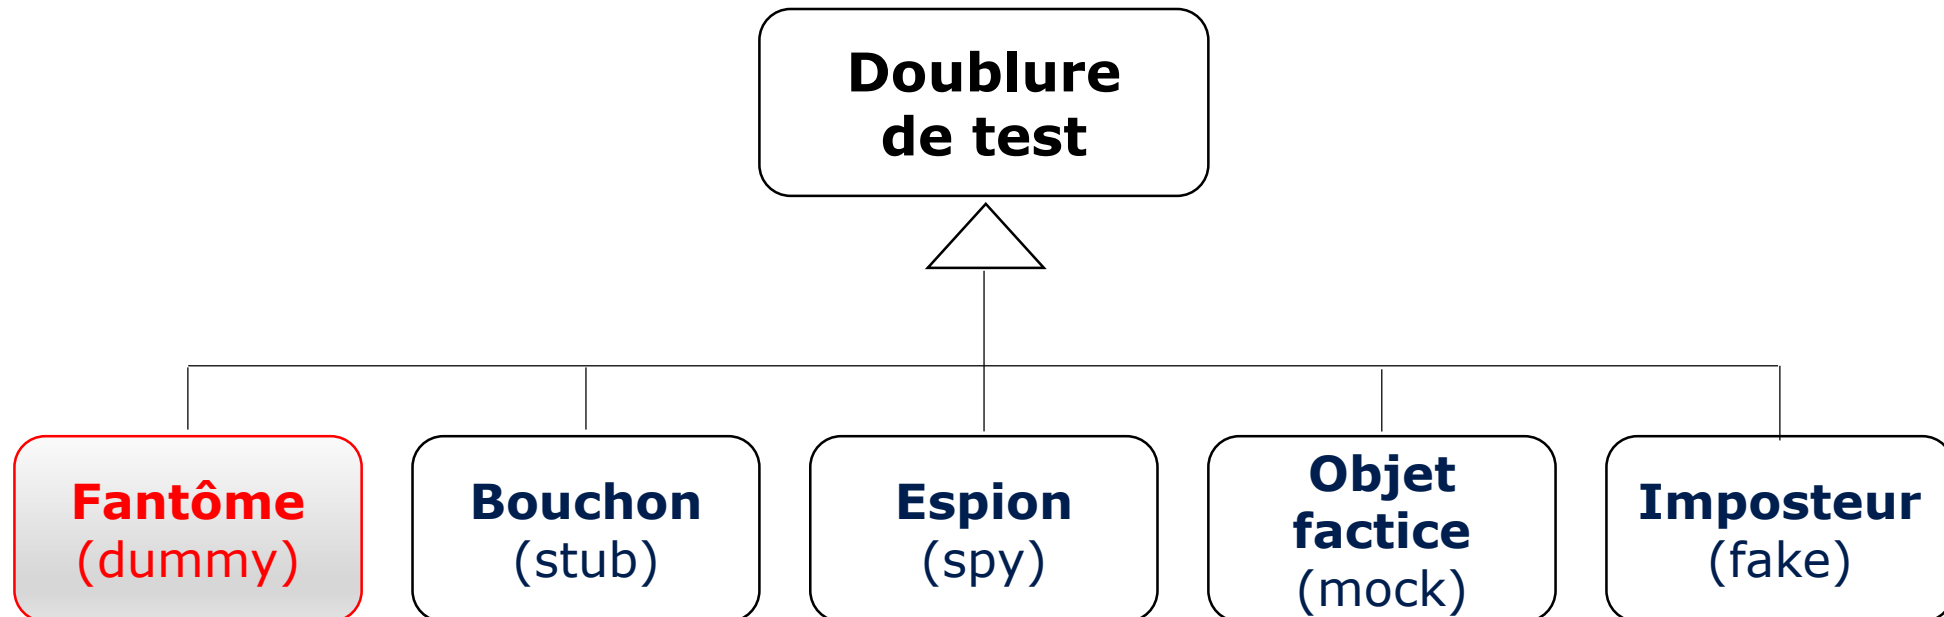 Doublure
de test
Fantôme
(dummy)
Bouchon
(stub)
Espion
(spy)
Objet
factice
(mock)
Imposteur
(fake)